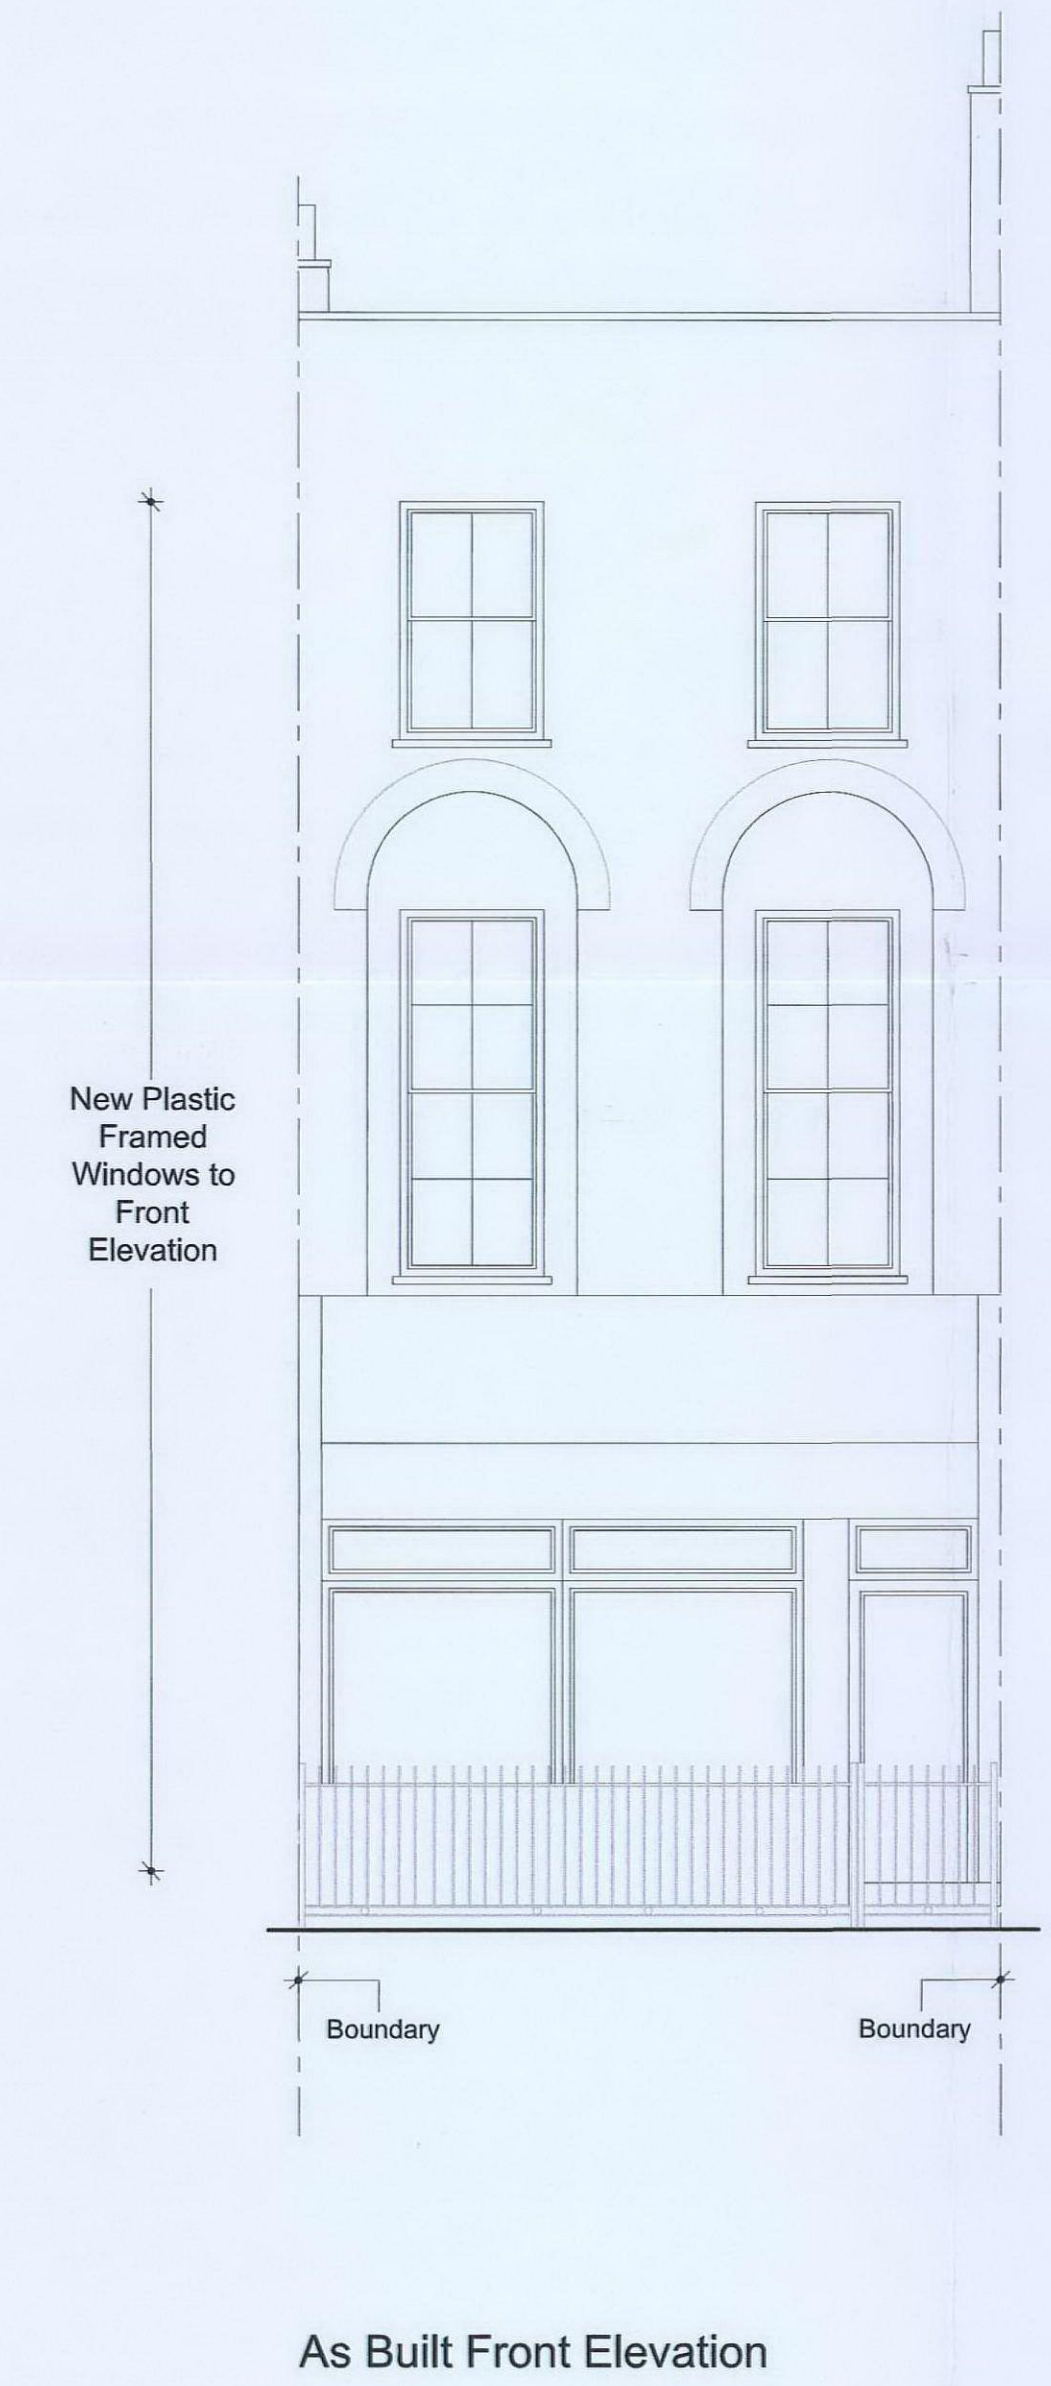 New Plastic
Framed
Windows to
Front
Elevation
Boundary
Boundary
As Built Front Elevation